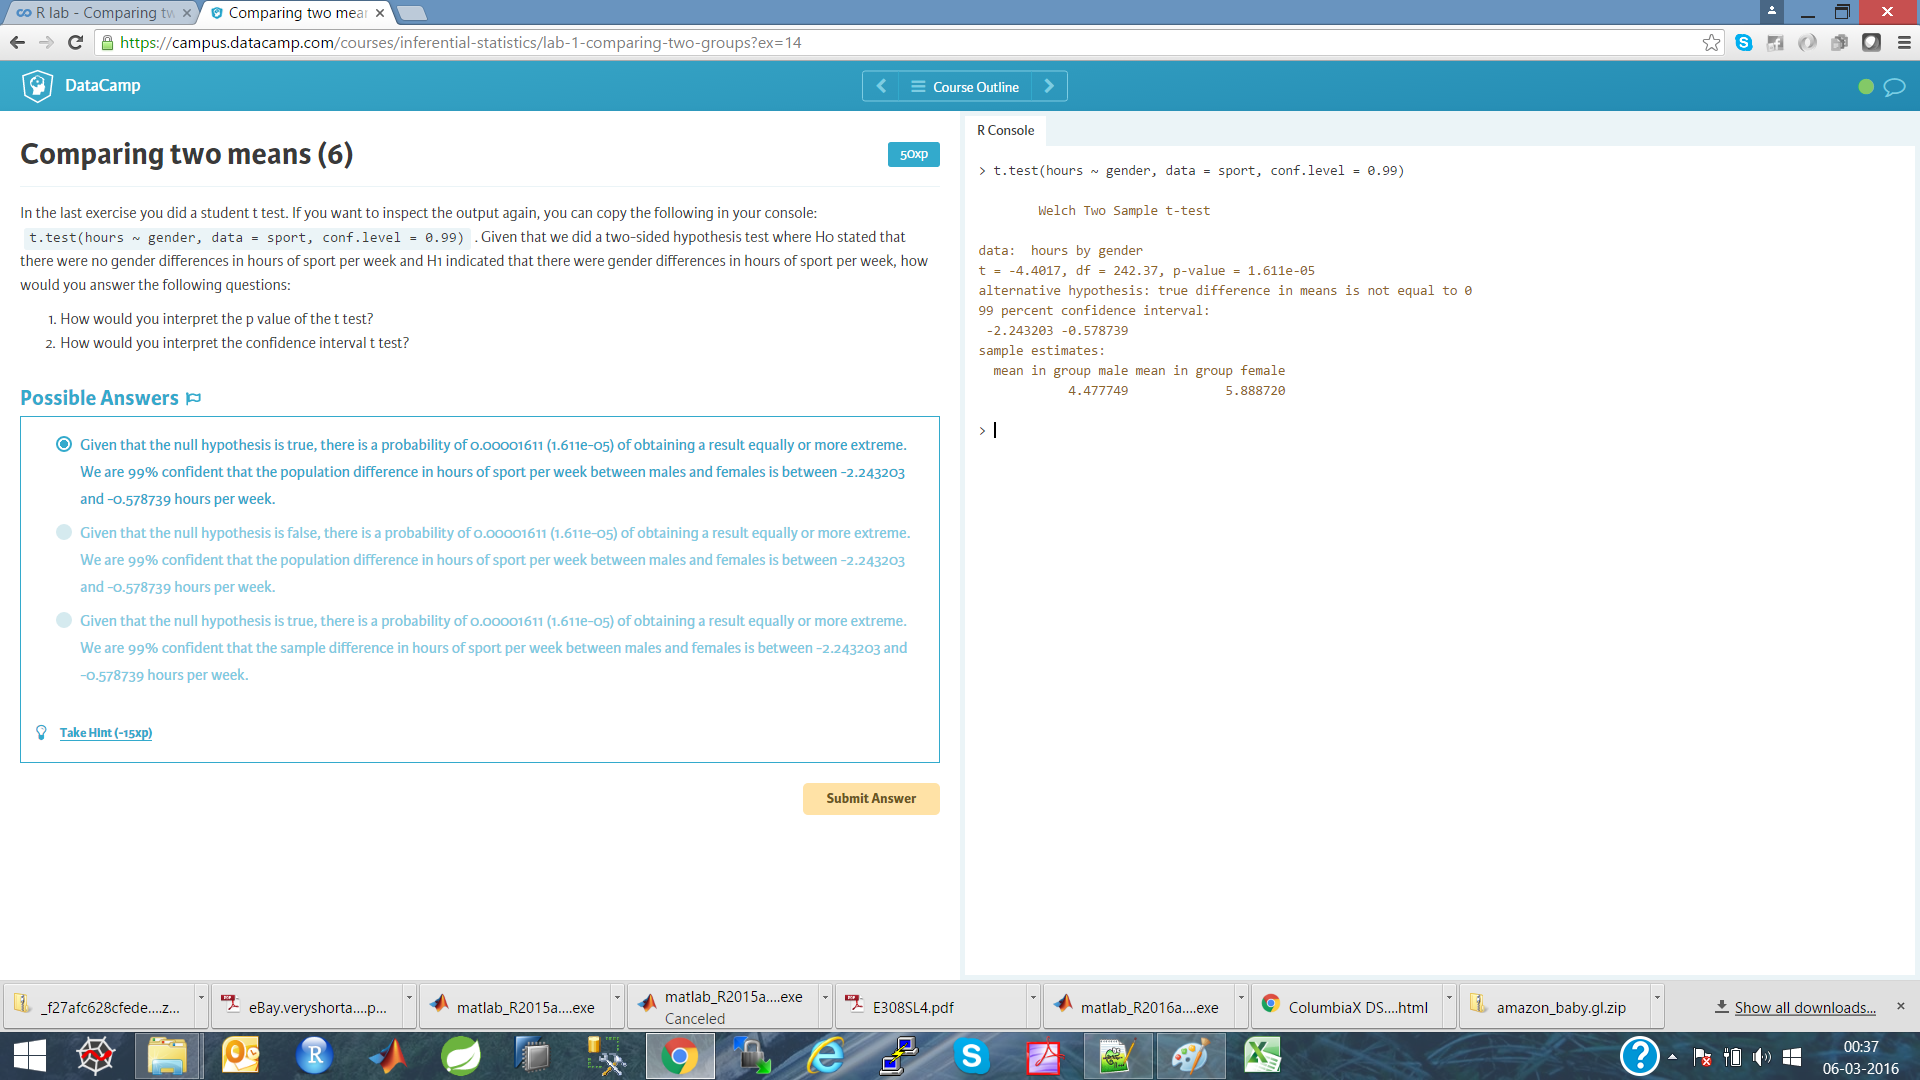 R lab - Comparing tw
Comparing two mea
https://campus.datacamp.com/courses/inferential-statistics/lab-1-comparing-two-groups?ex=14
DataCamp
Course Outline
Comparing two means (6)
50xp
In the last exercise you did a student t test. If you want to inspect the output again, you can copy the following in your console:
t.test(hours ~ gender, data = sport, conf.level = 0.99) . Given that we did a two-sided hypothesis test where H0 stated that
there were no gender differences in hours of sport per week and H1 indicated that there were gender differences in hours of sport per week, how
would you answer the following questions:
1. How would you interpret the p value of the t test?
2. How would you interpret the confidence interval t test?
Possible Answers
Given that the null hypothesis is true, there is a probability of 0.00001611 (1.611e-05) of obtaining a result equally or more extreme.
We are 99% confident that the population difference in hours of sport per week between males and females is between -2.243203
and -0.578739 hours per week.
Given that the null hypothesis is false, there is a probability of 0.00001611 (1.611e-05) of obtaining a result equally or more extreme.
We are 99% confident that the population difference in hours of sport per week between males and females is between -2.243203
and -0.578739 hours per week.
Given that the null hypothesis is true, there is a probability of 0.00001611 (1.611e-05) of obtaining a result equally or more extreme.
We are 99% confident that the sample difference in hours of sport per week between males and females is between -2.243203 and
-0.578739 hours per week.
Take Hint (-15xp)
Submit Answer
R Console
> t.test(hours ~ gender, data = sport, conf.level = 0.99)
Welch Two Sample t-test
data:  hours by gender
t = -4.4017, df = 242.37, p-value = 1.611e-05
alternative hypothesis: true difference in means is not equal to 0
99 percent confidence interval:
-2.243203 -0.578739
sample estimates:
mean in group male mean in group female
4.477749 5.888720
>
_f27afc628cfede....z...
eBay.veryshorta....p...
matlab_R2015a....exe
matlab_R2015a....exe
Canceled
E308SL4.pdf
matlab_R2016a....exe
ColumbiaX DS....html
amazon_baby.gl.zip
Show all downloads...
00:37
06-03-2016